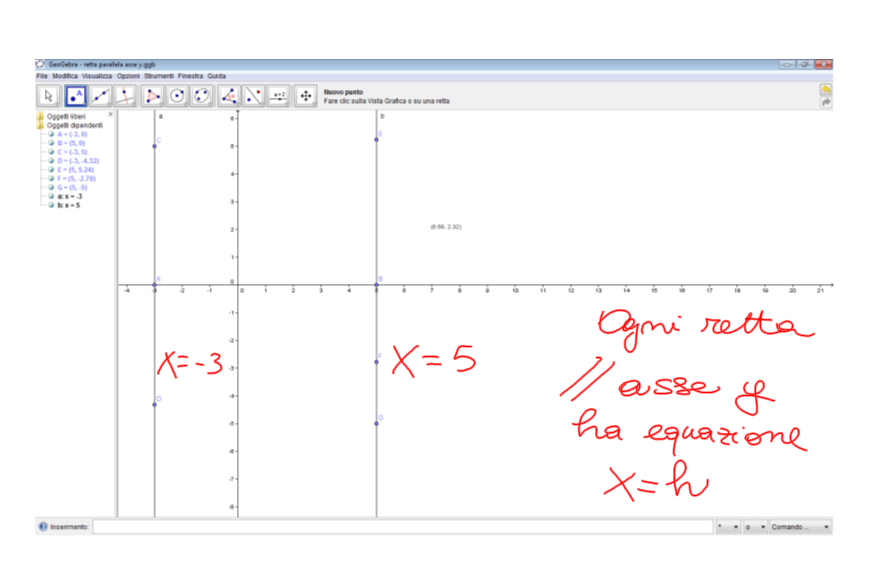 GeoGebra - retta parallela asse y.ggb
File Modifica Visualizza Opzioni Strumenti Finestra Guida
A
a=2
Nuovo punto
Fare clic sulla Vista Grafica o su una retta
Oggetti liberi
Oggetti dipendenti
A = (-3, 0)
B = (5, 0)
C = (-3, 5)
D = (-3, -4.32)
E = (5, 5.24)
F = (5, -2.78)
G = (5, -5)
a: x = -3
b: x = 5
a
b
6
E
C
5
4
3
2
(6.98, 2.92)
1
A
0
B
-4 -3 -2 -1 0 1 2 3 4 5 6 7 8 9 10 11 12 13 14 15 16 17 18 19 20 21
-1
-2
F
-3
D
-4
G
-5
-6
-7
-8
X=-3
X=5
Ogni retta
// asse y
ha equazione
X=h
Inserimento:
α
Comando ...